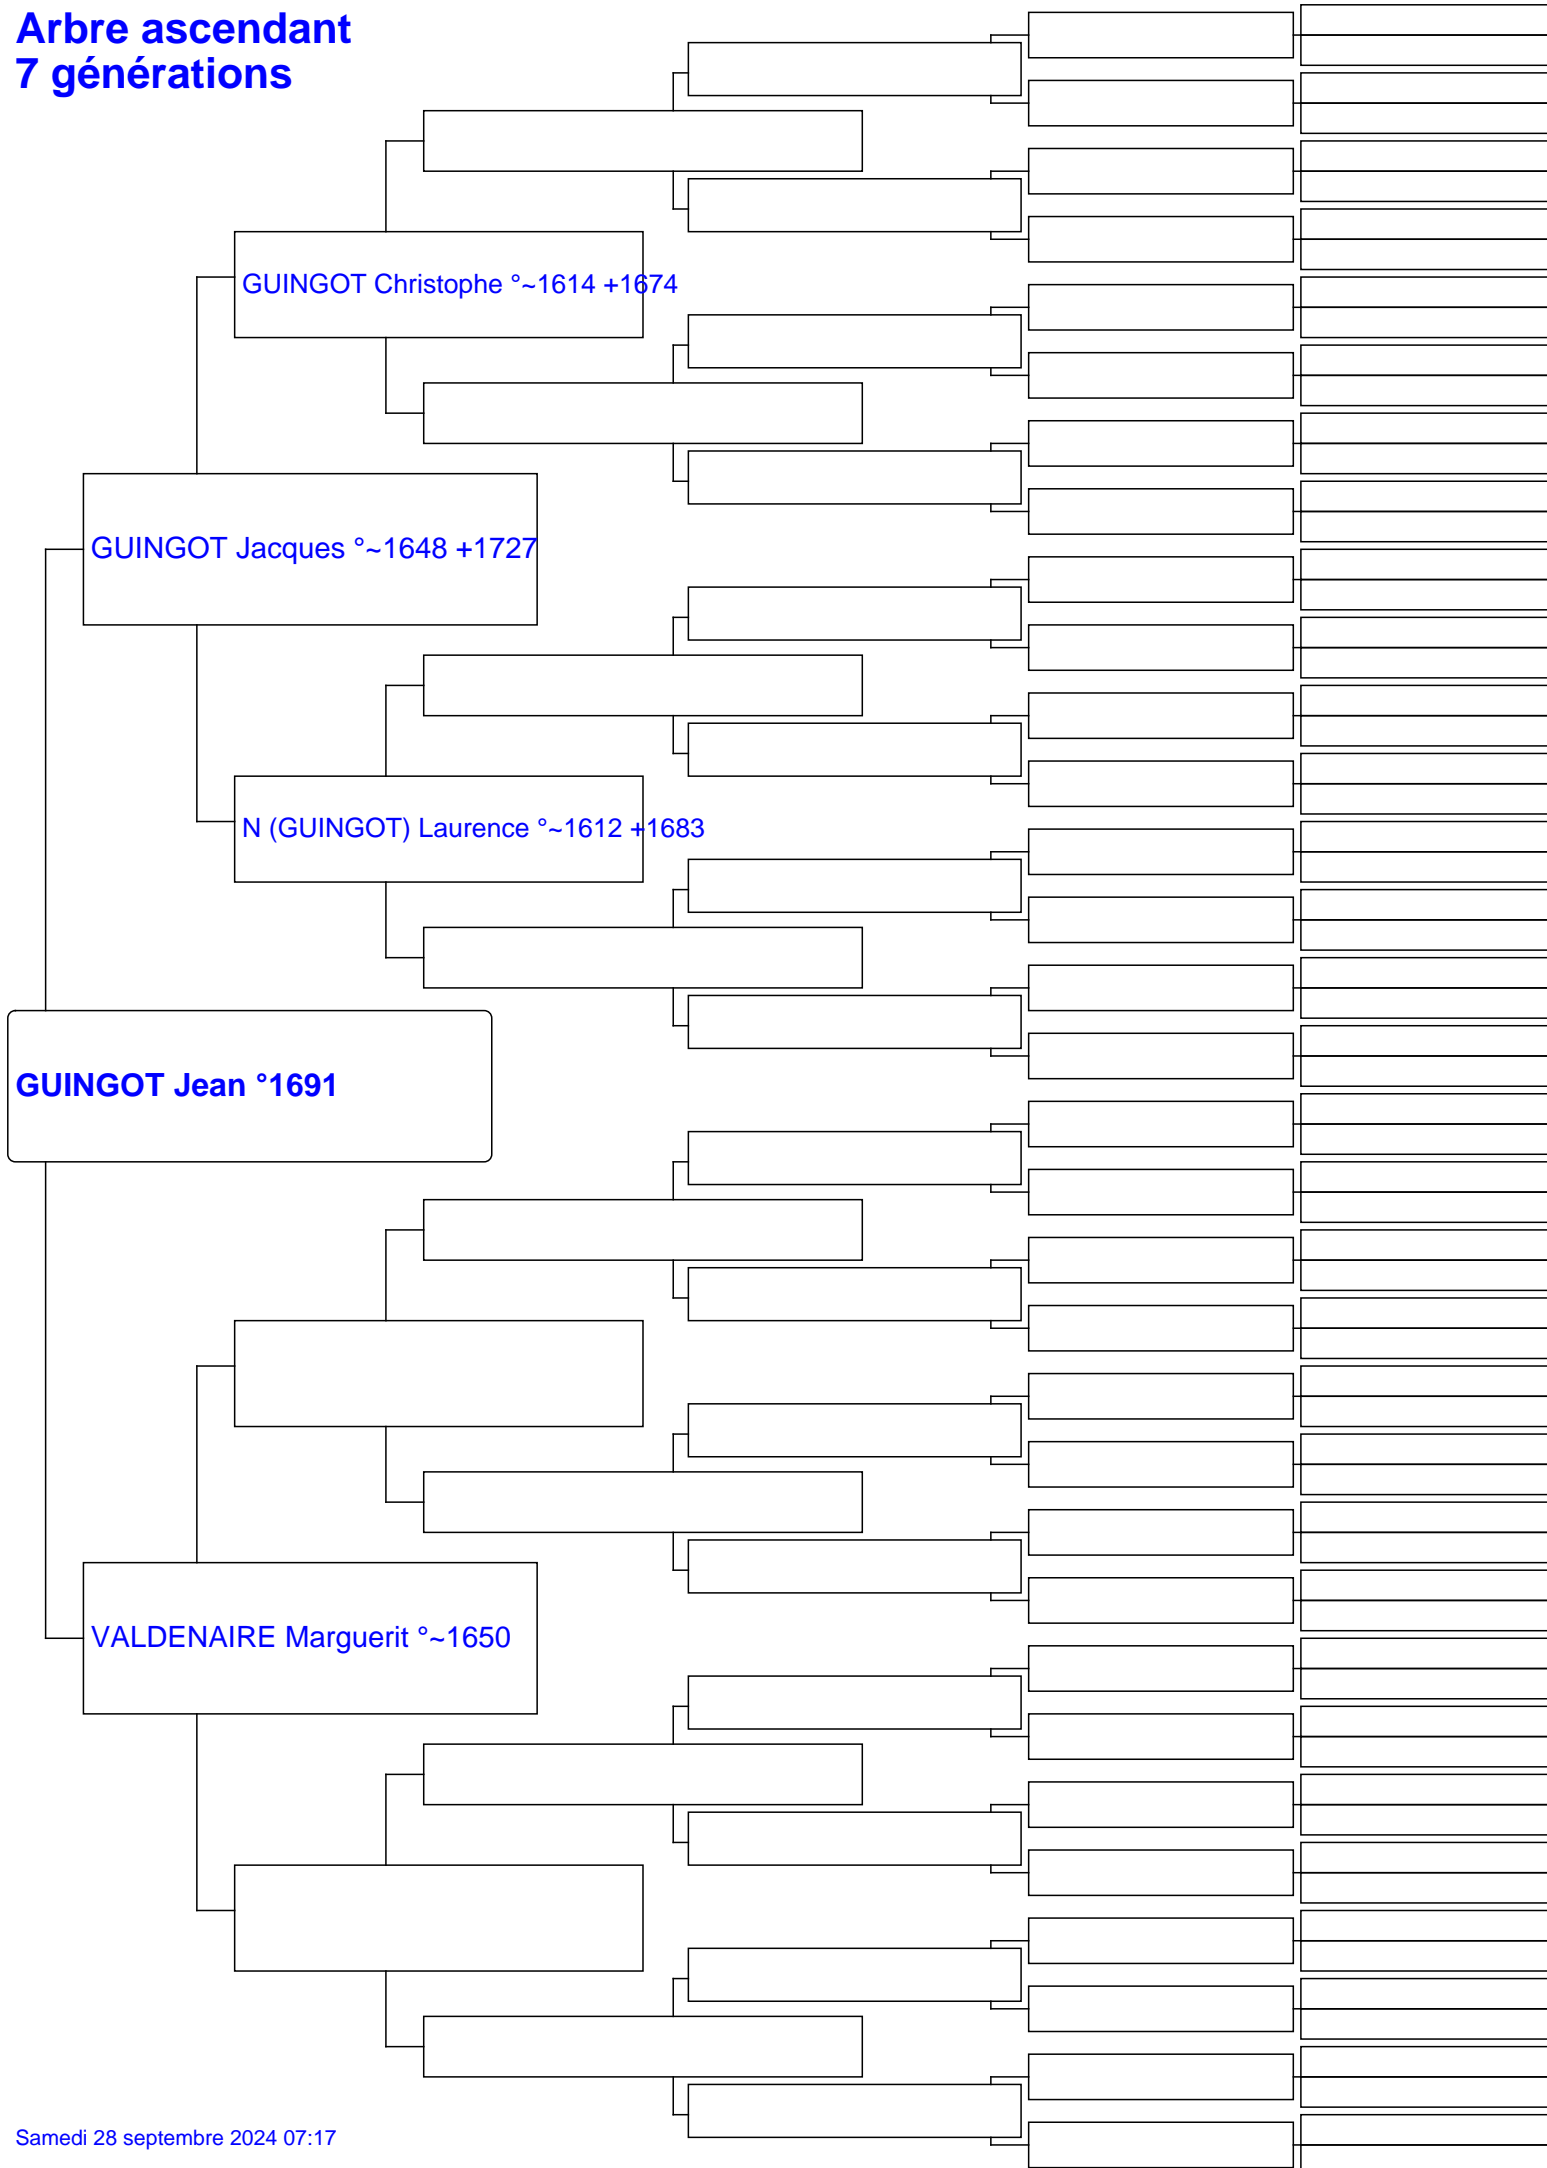 Arbre ascendant
7 générations
GUINGOT Christophe °~1614 +1674
GUINGOT Jacques °~1648 +1727
N (GUINGOT) Laurence °~1612 +1683
GUINGOT Jean °1691
VALDENAIRE Marguerit °~1650
Samedi 28 septembre 2024 07:17